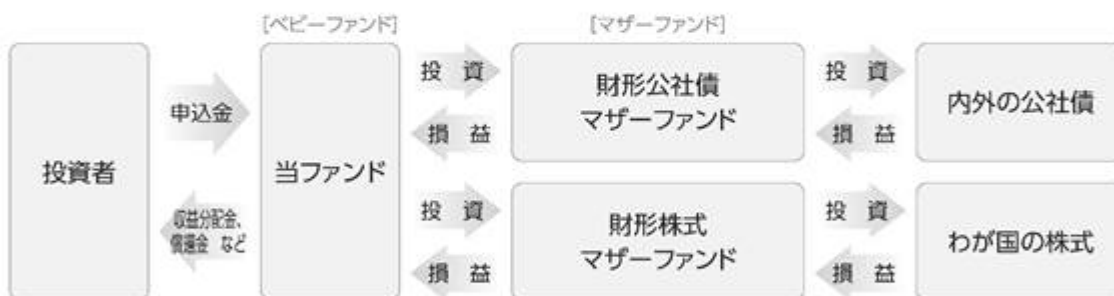 [ベビーファンド]
[マザーファンド]
投資者
申込金
収益分配金、
償還金 など
当ファンド
投 資
損 益
財形公社債
マザーファンド
投 資
損 益
内外の公社債
投 資
損 益
財形株式
マザーファンド
投 資
損 益
わが国の株式